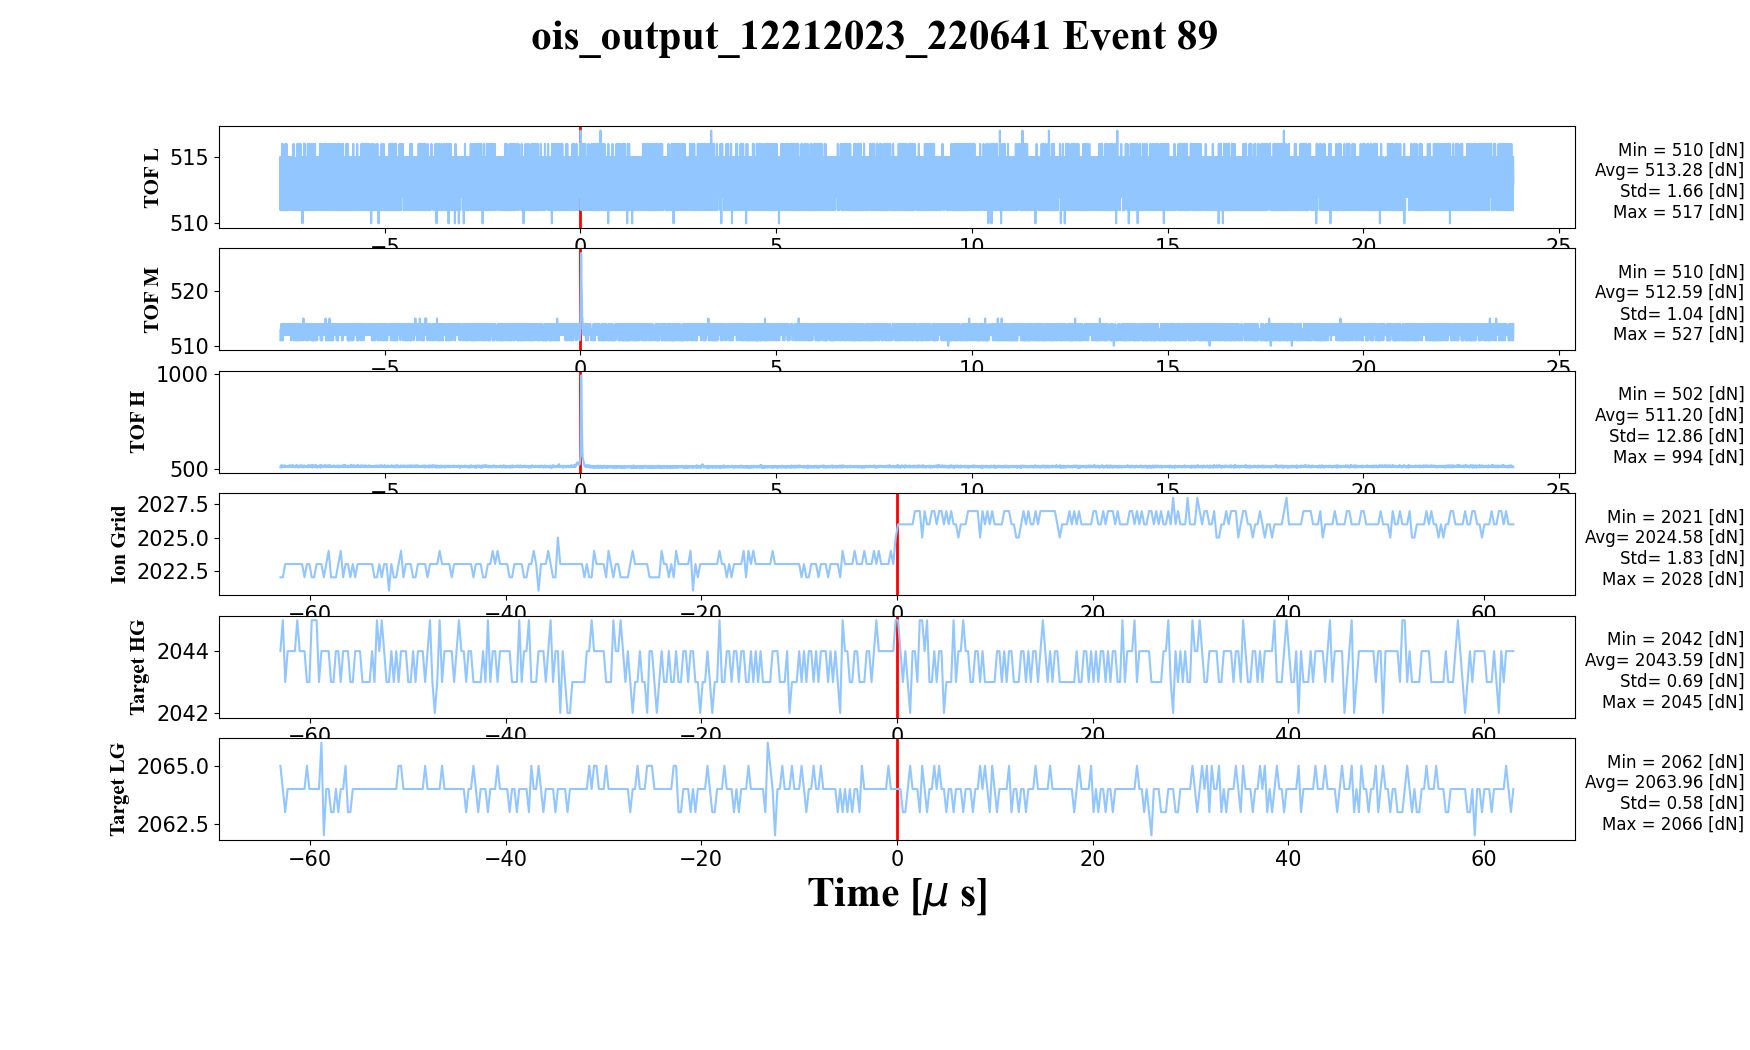 ois_output_12212023_220641 Event 89
TOF L
515
510
−5
0
5
10
15
20
25
Min = 510 [dN]
Avg= 513.28 [dN]
Std= 1.66 [dN]
Max = 517 [dN]
TOF M
520
510
−5
0
5
10
15
20
25
Min = 510 [dN]
Avg= 512.59 [dN]
Std= 1.04 [dN]
Max = 527 [dN]
TOF H
1000
500
−5
0
5
10
15
20
25
Min = 502 [dN]
Avg= 511.20 [dN]
Std= 12.86 [dN]
Max = 994 [dN]
Ion Grid
2027.5
2025.0
2022.5
−60
−40
−20
0
20
40
60
Min = 2021 [dN]
Avg= 2024.58 [dN]
Std= 1.83 [dN]
Max = 2028 [dN]
Target HG
2044
2042
−60
−40
−20
0
20
40
60
Min = 2042 [dN]
Avg= 2043.59 [dN]
Std= 0.69 [dN]
Max = 2045 [dN]
Target LG
2065.0
2062.5
−60
−40
−20
0
20
40
60
Min = 2062 [dN]
Avg= 2063.96 [dN]
Std= 0.58 [dN]
Max = 2066 [dN]
Time [μ s]